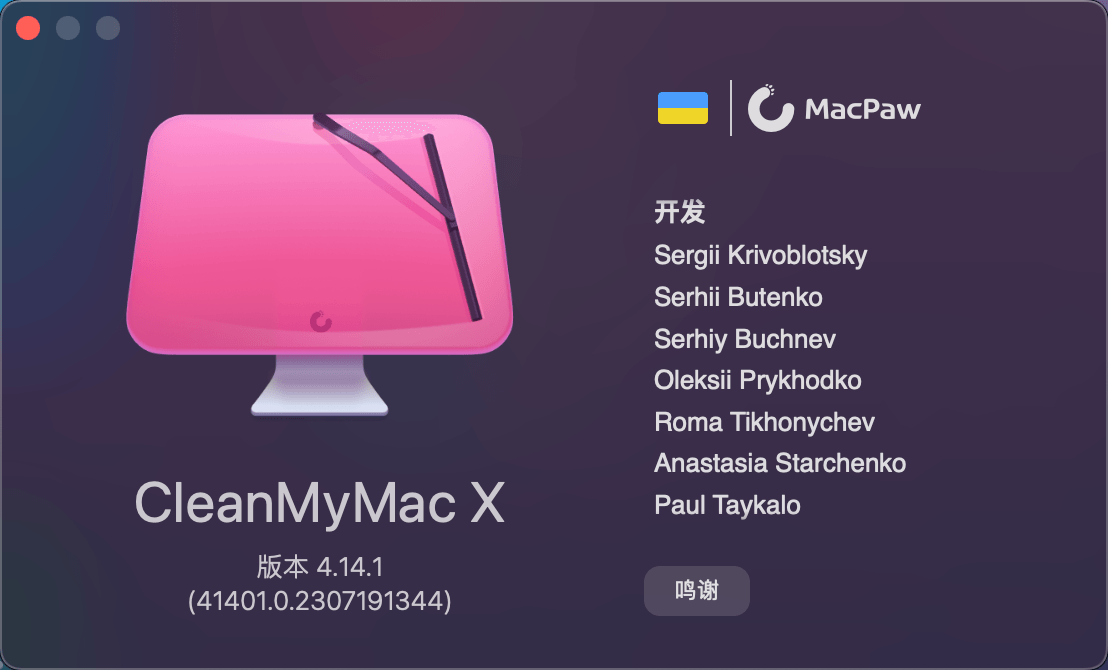 MacPaw
开发
Sergii Krivoblotsky
Serhii Butenko
Serhiy Buchnev
Oleksii Prykhodko
Roma Tikhonychev
Anastasia Starchenko
Paul Taykalo
鸣谢
CleanMyMac X
版本 4.14.1
(41401.0.2307191344)